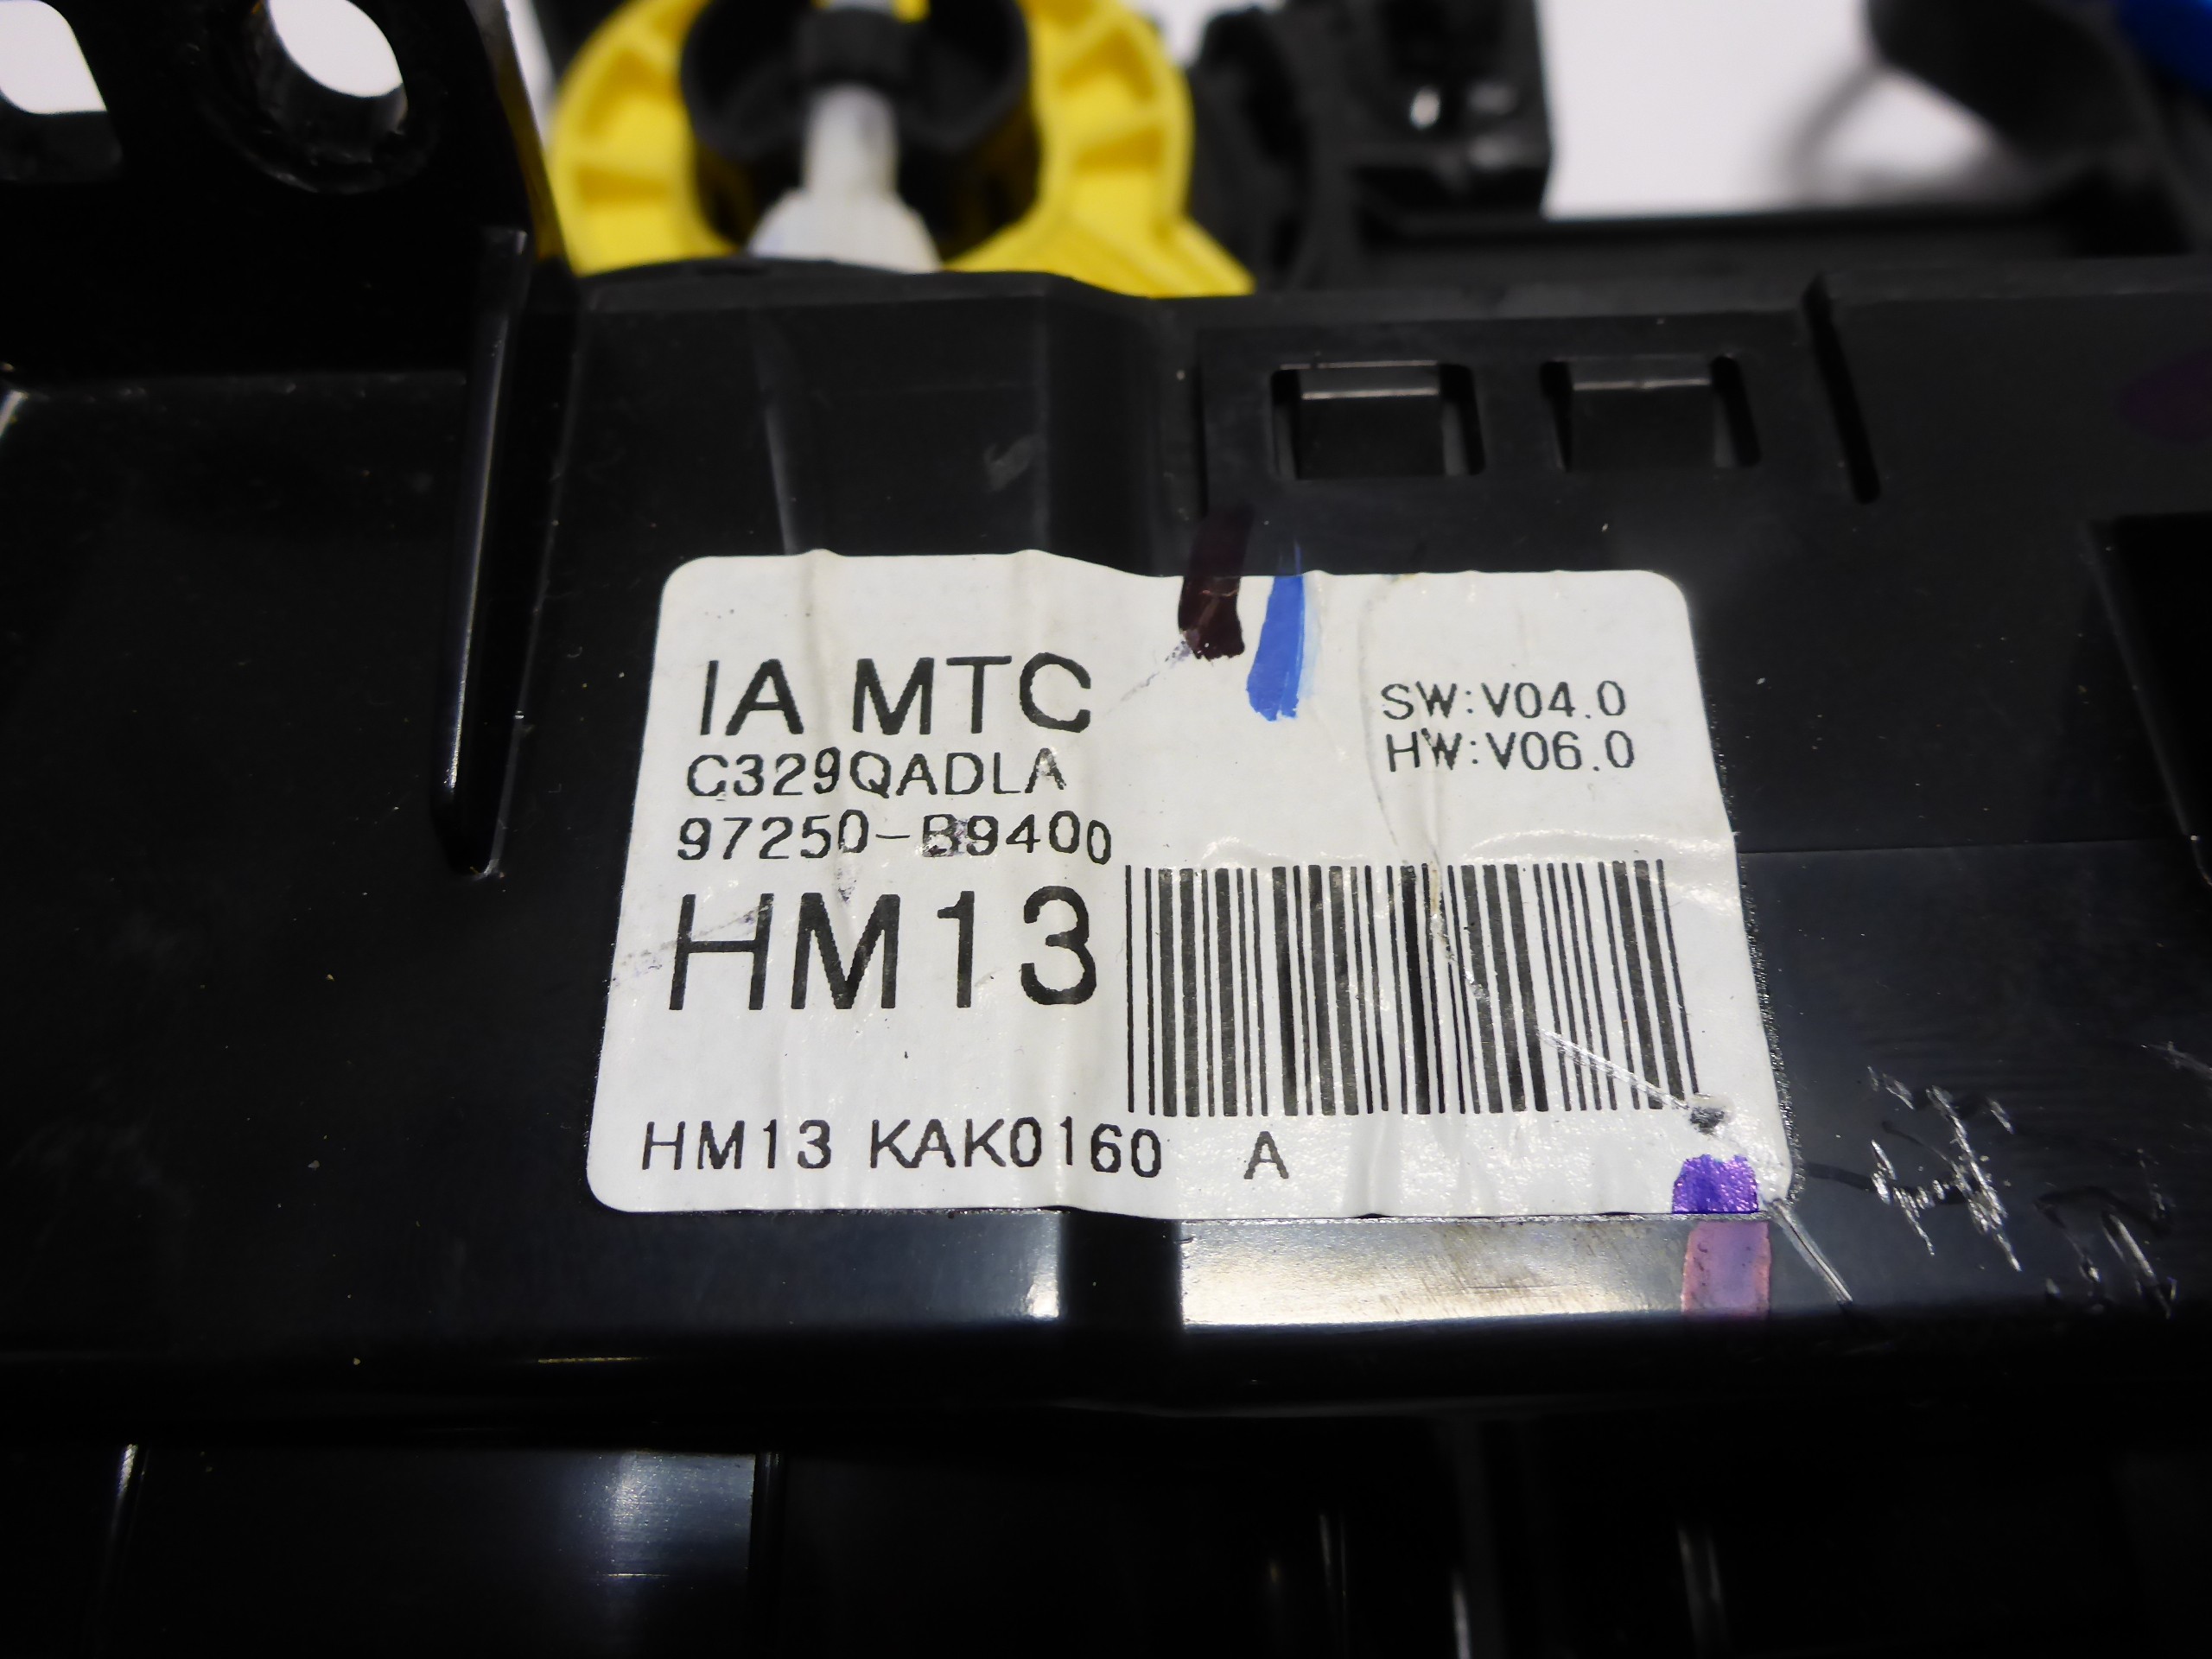 IA MTC
SW:V04.0
HW:V06.0
C329QADLA
97250-B9400
HM13
HM13 KAK0160 A